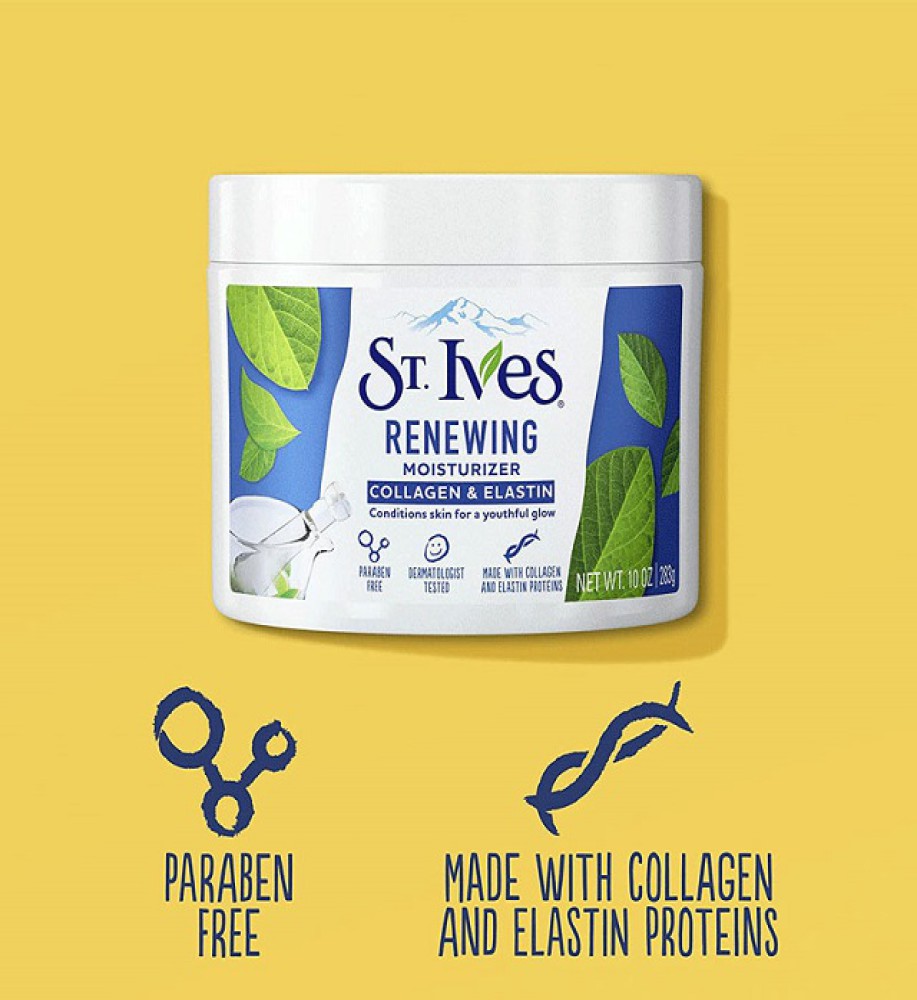 St. Ives®
RENEWING
MOISTURIZER
COLLAGEN & ELASTIN
Conditions skin for a youthful glow
PARABEN
FREE
DERMATOLOGIST
TESTED
MADE WITH COLLAGEN
AND ELASTIN PROTEINS
NET WT. 10 OZ | 283g
PARABEN
FREE
MADE WITH COLLAGEN
AND ELASTIN PROTEINS